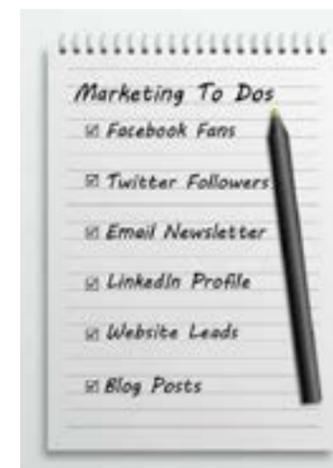 Marketing To Dos
☑ Facebook Fans
☑ Twitter Followers
☑ Email Newsletter
☑ LinkedIn Profile
☑ Website Leads
☑ Blog Posts